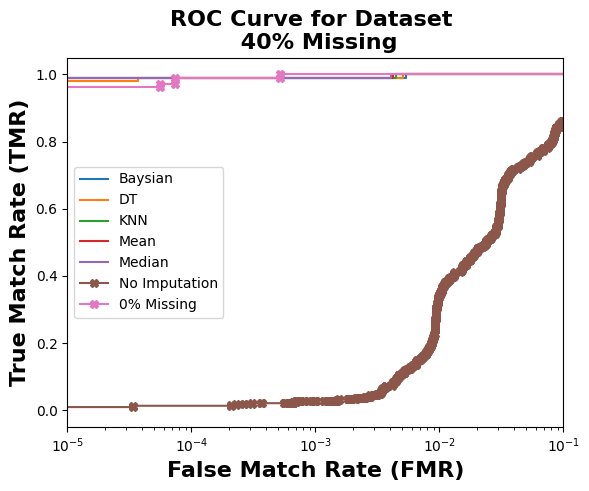 ROC Curve for Dataset
40% Missing
True Match Rate (TMR)
1.0
0.8
0.6
0.4
0.2
0.0
Baysian
DT
KNN
Mean
Median
No Imputation
0% Missing
10⁻⁵
10⁻⁴
10⁻³
10⁻²
10⁻¹
False Match Rate (FMR)